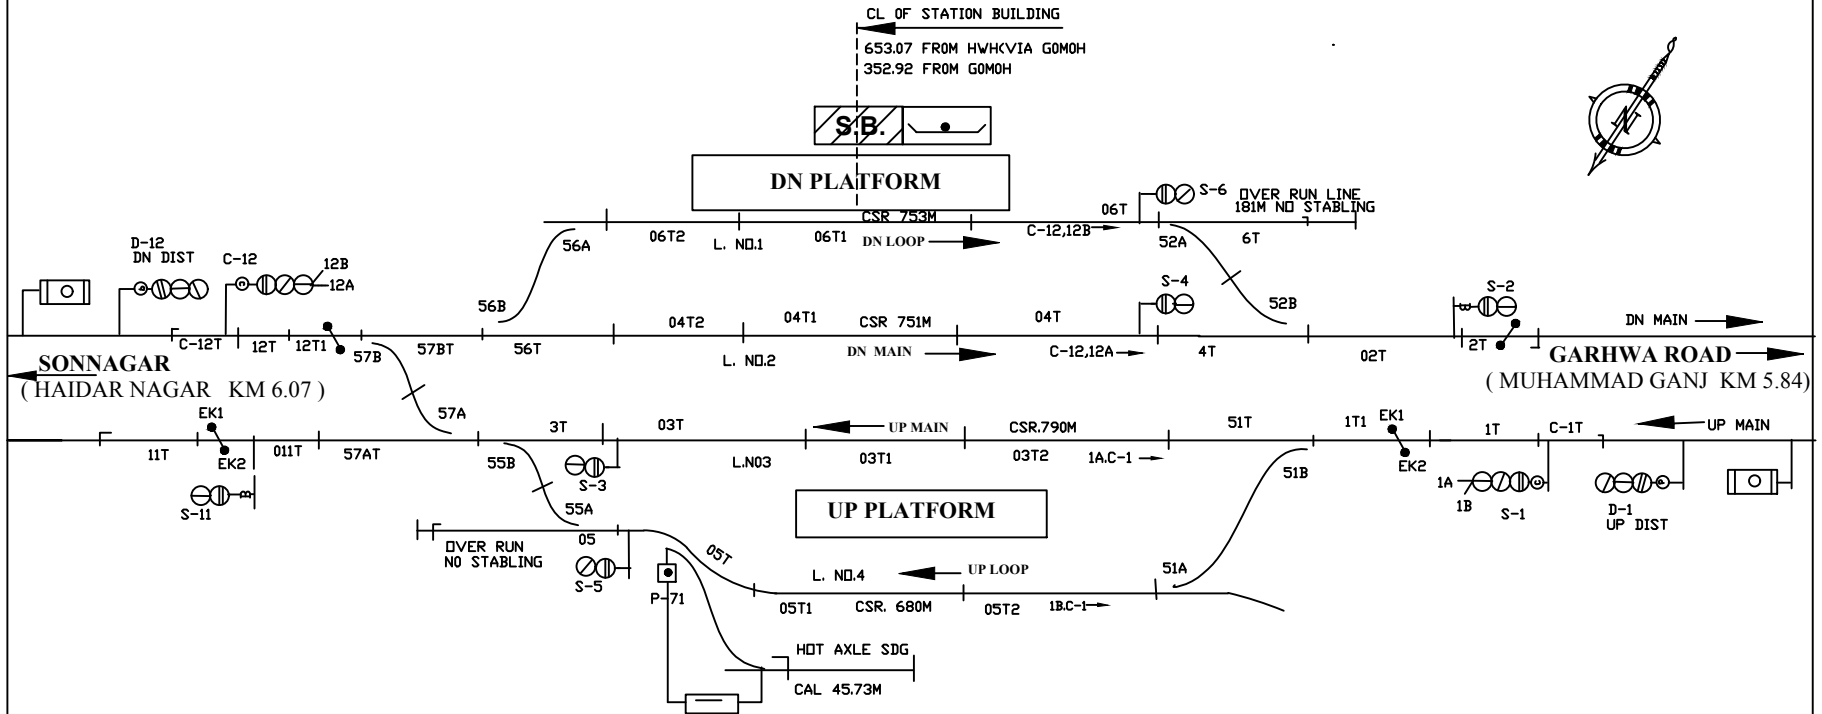 CL OF STATION BUILDING
653.07 FROM HWH(VIA GOMOH
352.92 FROM GOMOH
S.B.
N
DN PLATFORM
S-6
OVER RUN LINE
181M NO STABLING
06T
CSR 753M
D-12
DN DIST
C-12
12B
12A
56A
06T2
L. NO.1
06T1
DN LOOP
C-12,12B
52A
6T
S-4
S-2
56B
52B
04T2
04T1
CSR 751M
04T
DN MAIN
C-12T
12T
12T1
57B
57BT
56T
L. NO.2
DN MAIN
C-12,12A
4T
02T
2T
SONNAGAR
( HAIDAR NAGAR KM 6.07 )
GARHWA ROAD
( MUHAMMAD GANJ KM 5.84)
57A
EK1
EK2
3T
03T
UP MAIN
CSR.790M
51T
1T1
EK1
EK2
1T
C-1T
UP MAIN
11T
011T
57AT
55B
L.NO3
03T1
03T2
1A.C-1
51B
S-11
S-3
1A
1B
S-1
D-1
UP DIST
55A
UP PLATFORM
OVER RUN
NO STABLING
05
05T
S-5
P-71
L. NO.4
UP LOOP
51A
05T1
CSR. 680M
05T2
1B.C-1
HOT AXLE SDG
CAL 45.73M